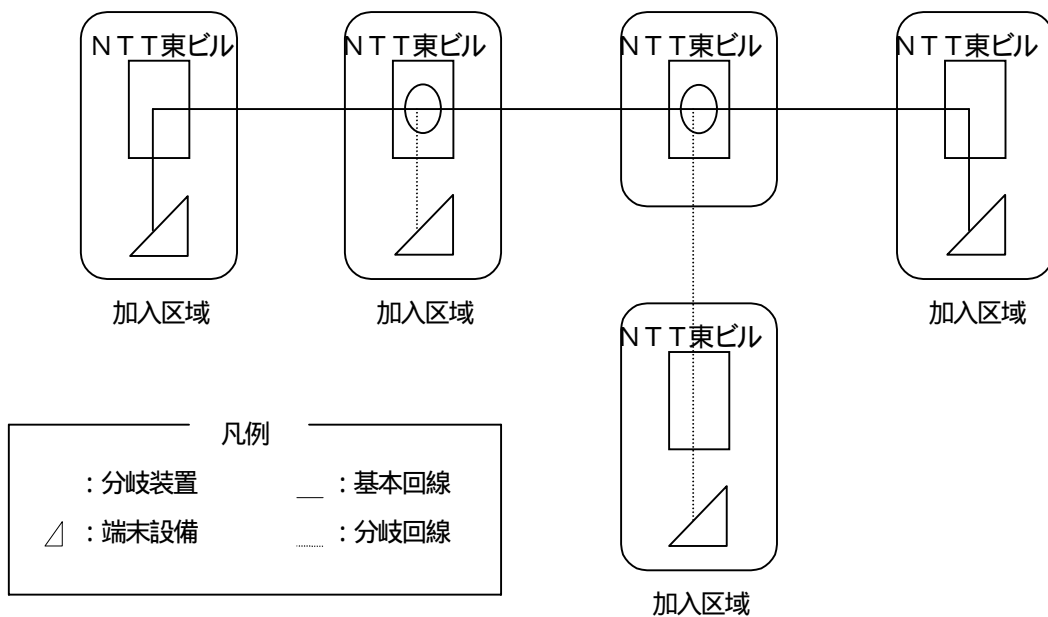 ＮＴＴ東ビル
ＮＴＴ東ビル
ＮＴＴ東ビル
ＮＴＴ東ビル
加入区域
加入区域
加入区域
ＮＴＴ東ビル
凡例
：分岐装置
：基本回線
：端末設備
：分岐回線
加入区域